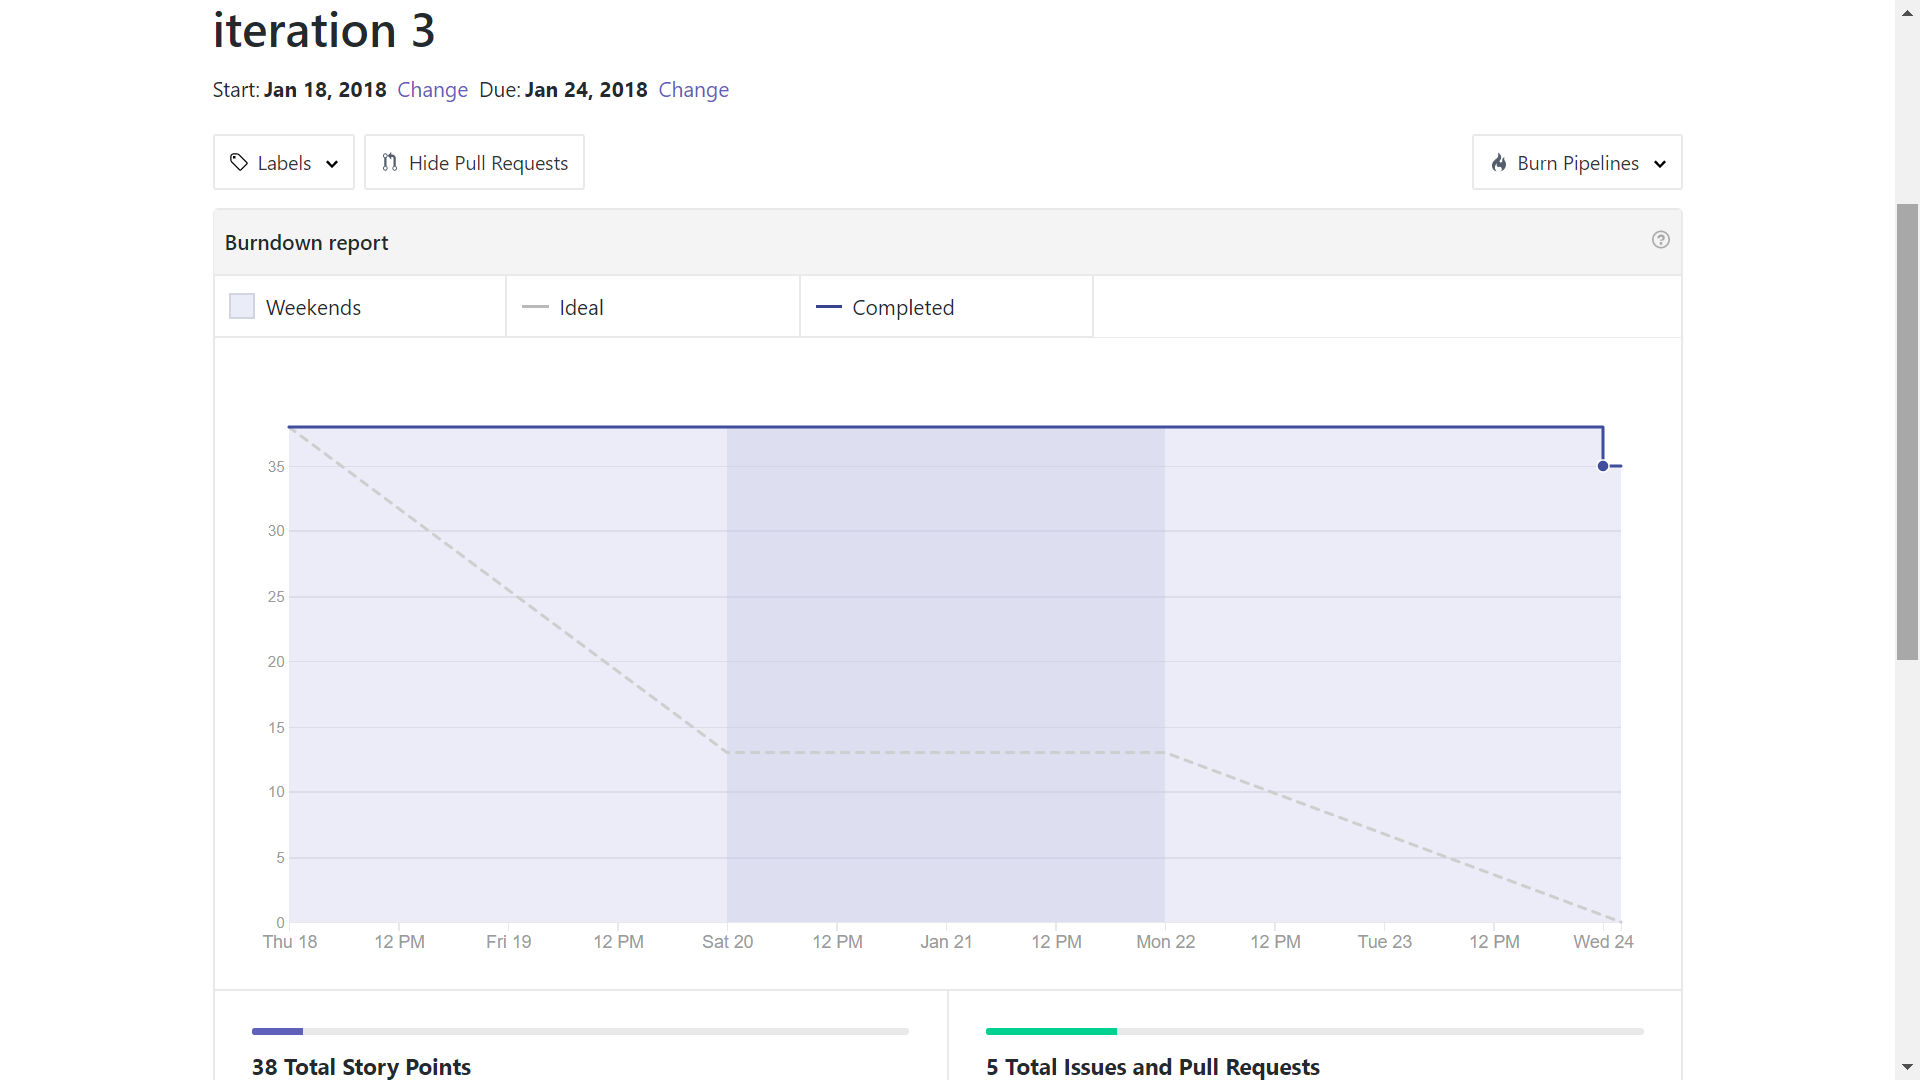 iteration 3
Start: Jan 18, 2018 Change Due: Jan 24, 2018 Change
Labels Hide Pull Requests Burn Pipelines
Burndown report
Weekends Ideal Completed
35
30
25
20
15
10
5
0
Thu 18 12 PM Fri 19 12 PM Sat 20 12 PM Jan 21 12 PM Mon 22 12 PM Tue 23 12 PM Wed 24
38 Total Story Points 5 Total Issues and Pull Requests